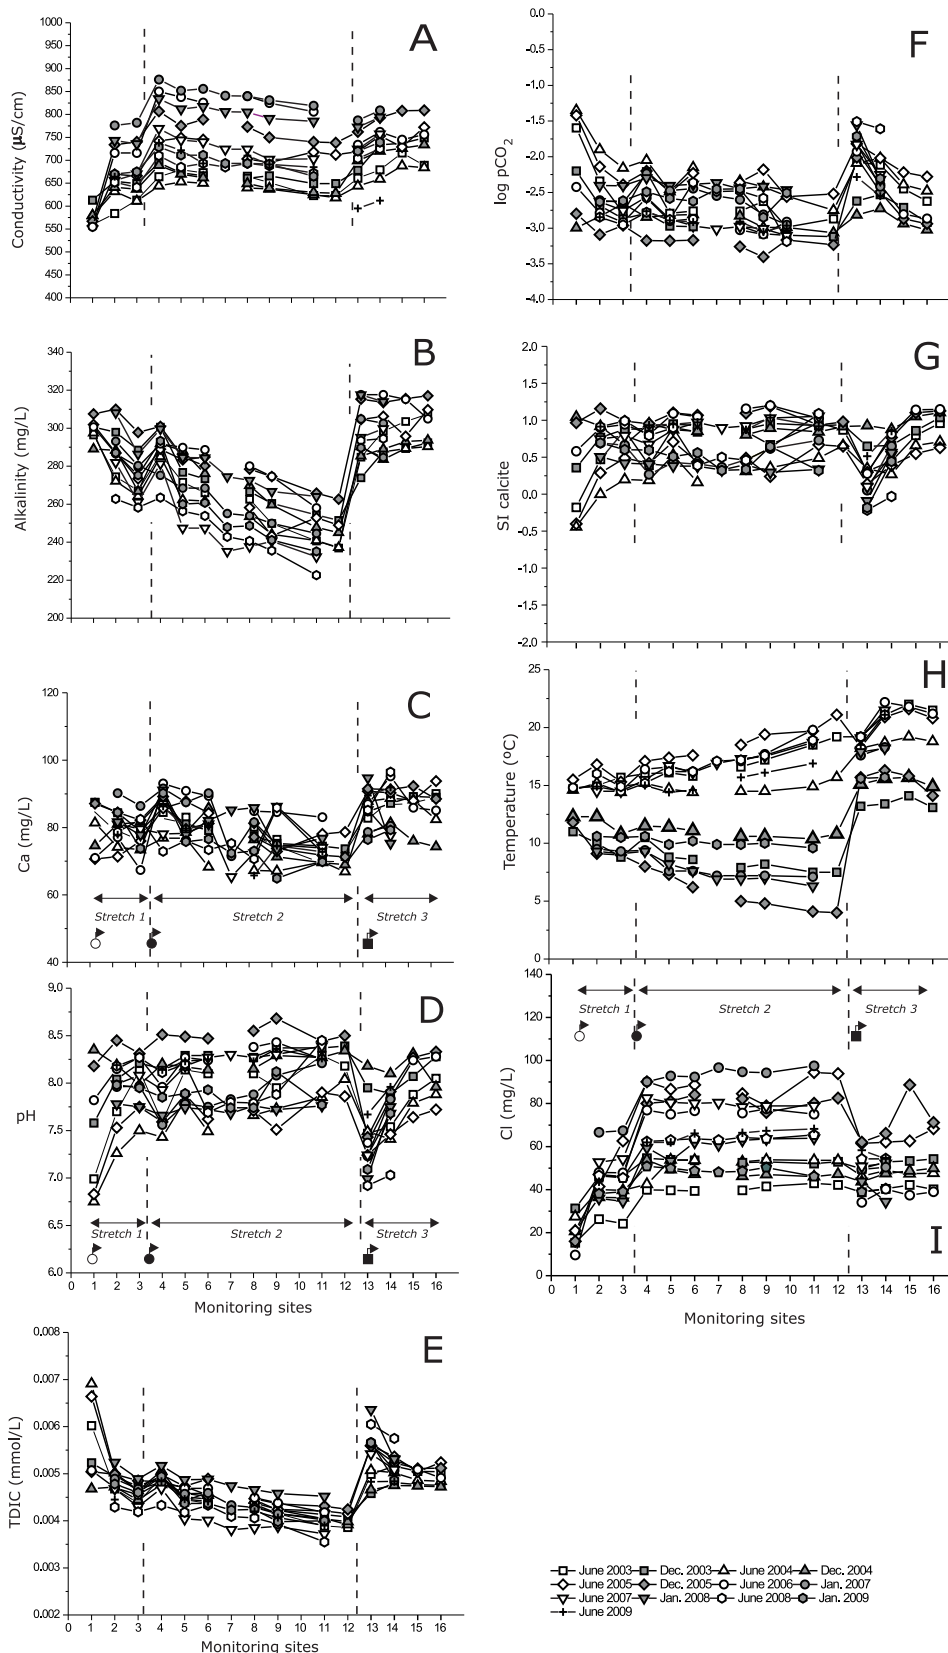 A
Conductivity (µS/cm)
1000
950
900
850
800
750
700
650
600
550
500
450
400
B
Alkalinity (mg/L)
340
320
300
280
260
240
220
200
C
Ca (mg/L)
120
100
80
60
40
Stretch 1
Stretch 2
Stretch 3
D
pH
9.0
8.5
8.0
7.5
7.0
6.5
6.0
Stretch 1
Stretch 2
Stretch 3
0 1 2 3 4 5 6 7 8 9 10 11 12 13 14 15 16
Monitoring sites
E
TDIC (mmol/L)
0.008
0.007
0.006
0.005
0.004
0.003
0.002
0 1 2 3 4 5 6 7 8 9 10 11 12 13 14 15 16
Monitoring sites
F
log pCO2
0.0
-0.5
-1.0
-1.5
-2.0
-2.5
-3.0
-3.5
-4.0
G
SI calcite
2.0
1.5
1.0
0.5
0.0
-0.5
-1.0
-1.5
-2.0
H
Temperature (ºC)
25
20
15
10
5
0
Stretch 1
Stretch 2
Stretch 3
I
Cl (mg/L)
140
120
100
80
60
40
20
0
0 1 2 3 4 5 6 7 8 9 10 11 12 13 14 15 16
Monitoring sites
June 2003 Dec. 2003 June 2004 Dec. 2004
June 2005 Dec. 2005 June 2006 Jan. 2007
June 2007 Jan. 2008 June 2008 Jan. 2009
June 2009